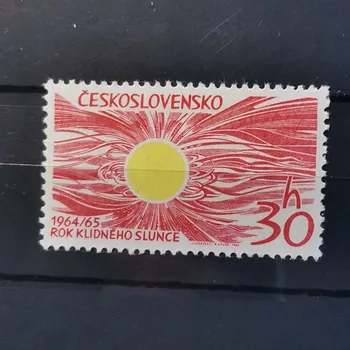 ČESKOSLOVENSKO
1964/65
ROK KLIDNÉHO SLUNCE
30 h